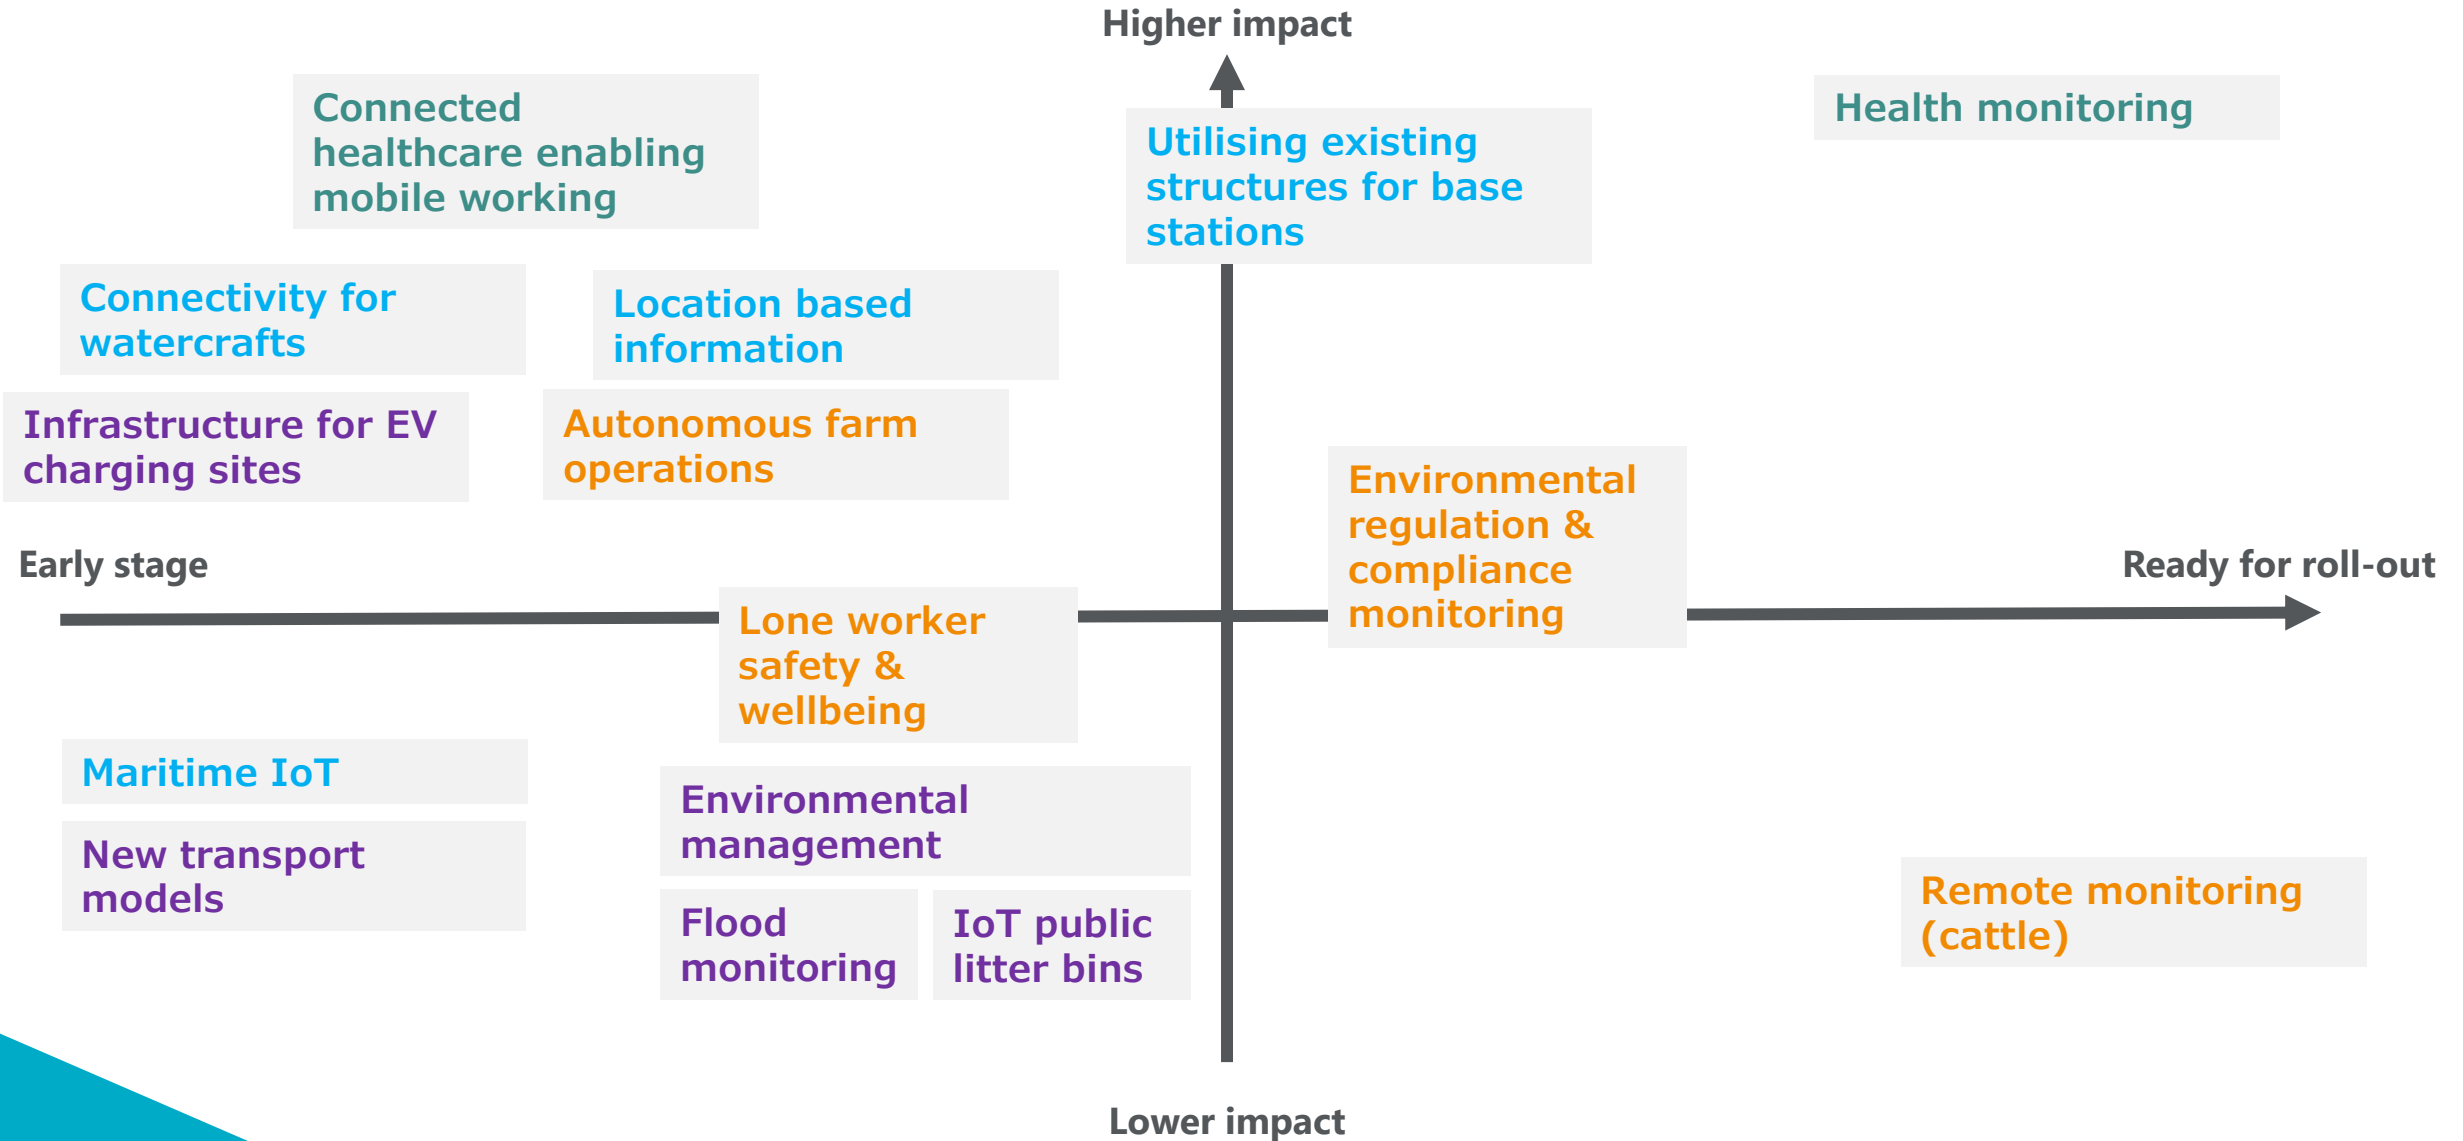 Higher impact
Connected
healthcare enabling
mobile working
Utilising existing
structures for base
stations
Health monitoring
Connectivity for
watercrafts
Location based
information
Infrastructure for EV
charging sites
Autonomous farm
operations
Environmental
regulation &
compliance
monitoring
Early stage
Ready for roll-out
Lone worker
safety &
wellbeing
Maritime IoT
New transport
models
Environmental
management
Flood
monitoring
IoT public
litter bins
Remote monitoring
(cattle)
Lower impact